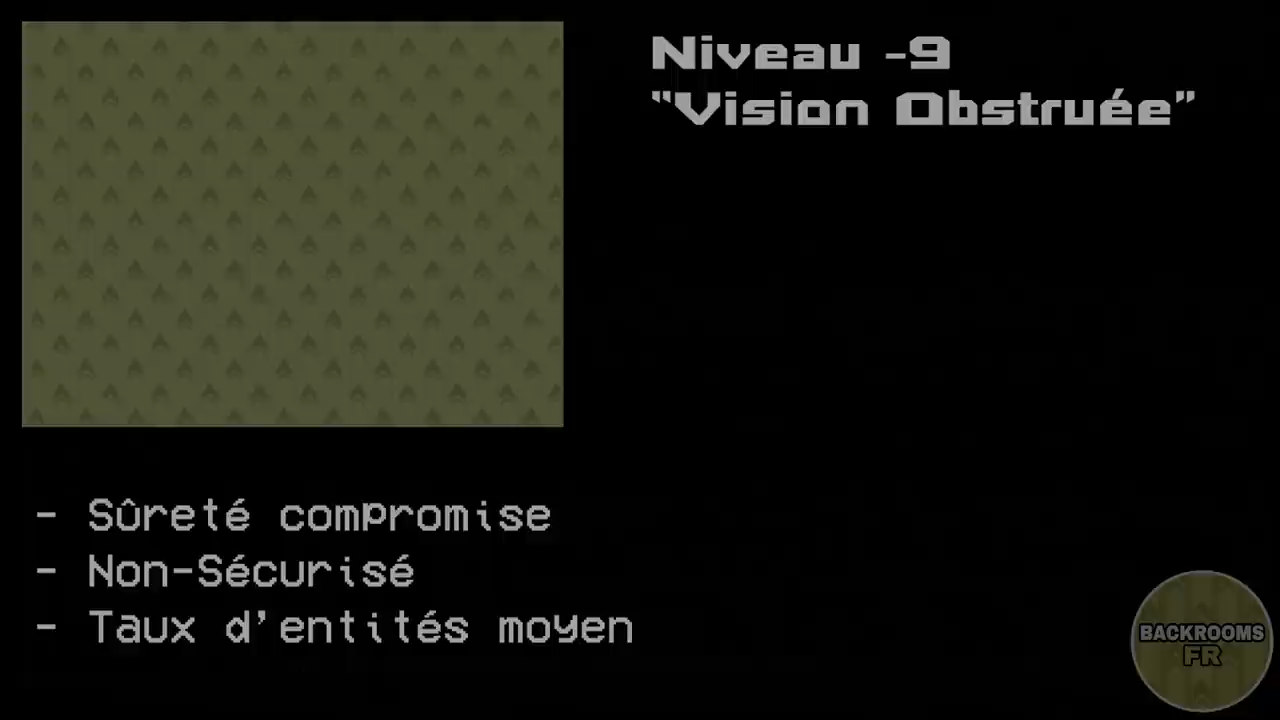 Niveau -9
"Vision Obstruée"
- Sûreté compromise
- Non-Sécurisé
- Taux d'entités moyen
BACKROOMS
FR